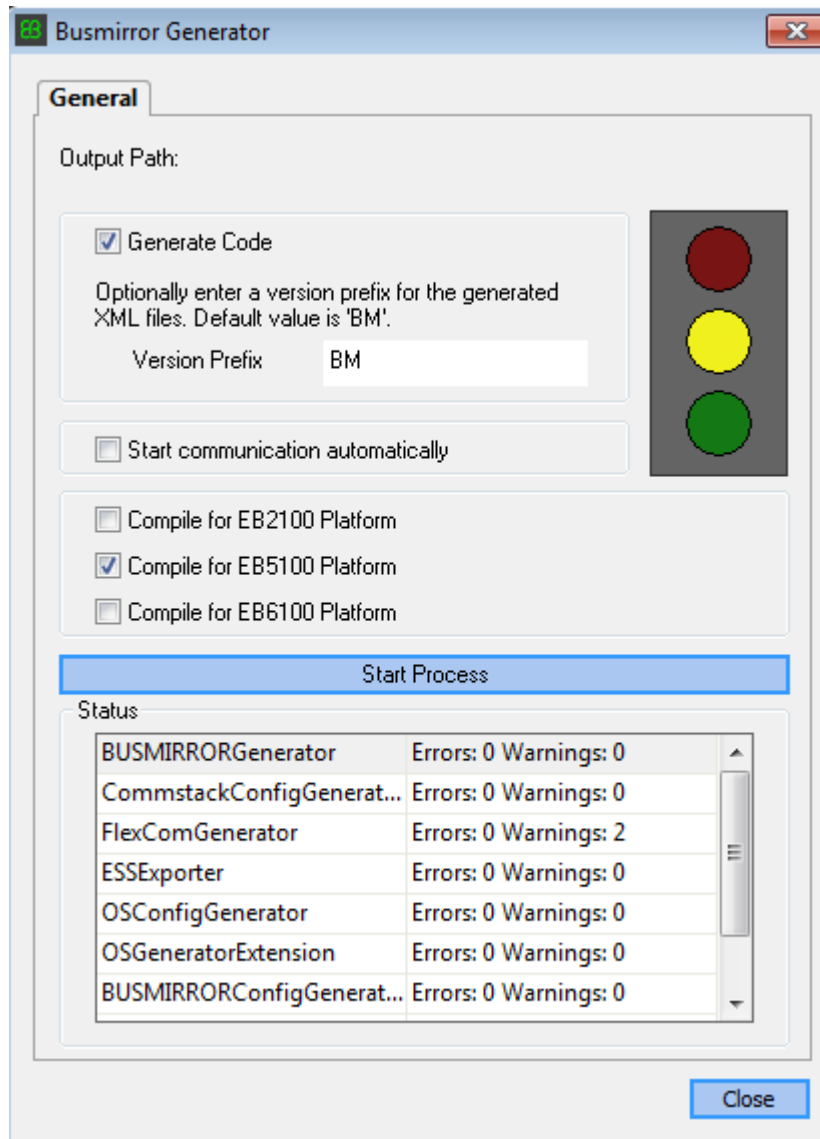 EB Busmirror Generator
General
Output Path:
Generate Code
Optionally enter a version prefix for the generated
XML files. Default value is 'BM'.
Version Prefix BM
Start communication automatically
Compile for EB2100 Platform
Compile for EB5100 Platform
Compile for EB6100 Platform
Start Process
Status
BUSMIRRORGenerator Errors: 0 Warnings: 0
CommstackConfigGenerat... Errors: 0 Warnings: 0
FlexComGenerator Errors: 0 Warnings: 2
ESSExporter Errors: 0 Warnings: 0
OSConfigGenerator Errors: 0 Warnings: 0
OSGeneratorExtension Errors: 0 Warnings: 0
BUSMIRRORConfigGenerat... Errors: 0 Warnings: 0
Close